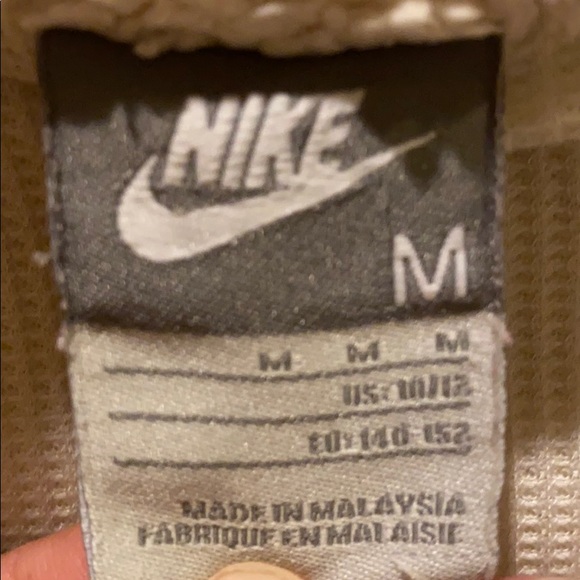 NIKE
M
M M M
US: 10/12
EU: 140-152
MADE IN MALAYSIA
FABRIQUE EN MALAISIE